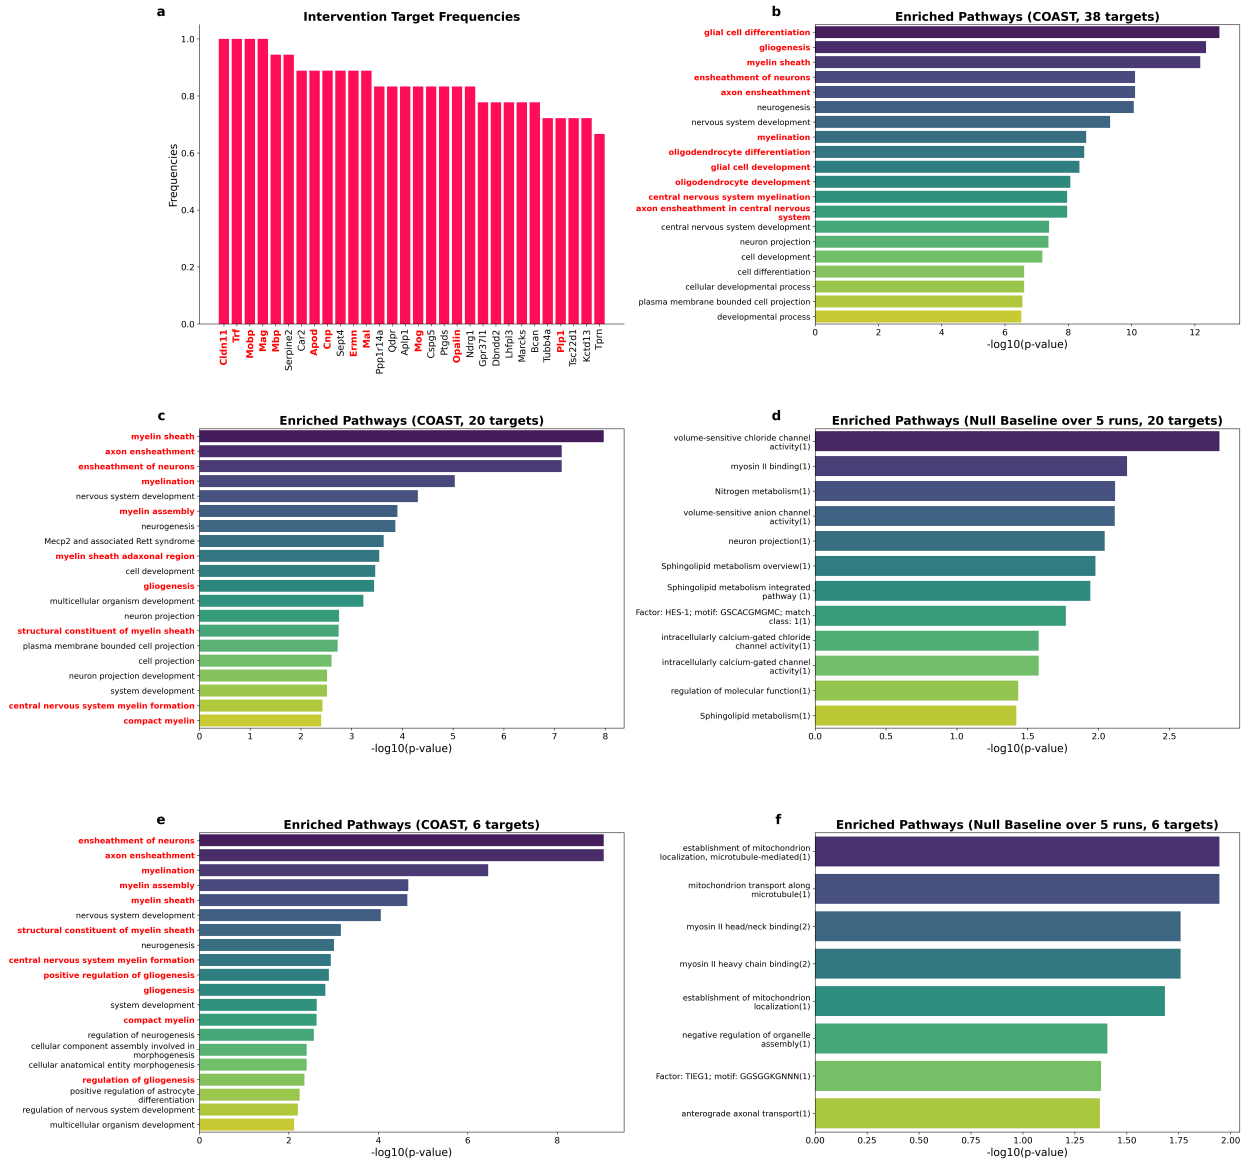 a
Intervention Target Frequencies
Frequencies
1.0
0.8
0.6
0.4
0.2
0.0
Cldn11
Trf
Mobp
Mag
Mbp
Serpine2
Car2
Apod
Cnp
Sept4
Ermn
Mal
Ppp1r14a
Qdpr
Aplp1
Mog
Cspg5
Ptgds
Opalin
Ndrg1
Gpr37l1
Dbndd2
Lhfpl3
Marcks
Bcan
Tubb4a
Plp1
Tsc22d1
Kctd13
Tprn
b
Enriched Pathways (COAST, 38 targets)
glial cell differentiation
gliogenesis
myelin sheath
ensheathment of neurons
axon ensheathment
neurogenesis
nervous system development
myelination
oligodendrocyte differentiation
glial cell development
oligodendrocyte development
central nervous system myelination
axon ensheathment in central nervous
system
central nervous system development
neuron projection
cell development
cell differentiation
cellular developmental process
plasma membrane bounded cell projection
developmental process
0 2 4 6 8 10 12
-log10(p-value)
c
Enriched Pathways (COAST, 20 targets)
myelin sheath
axon ensheathment
ensheathment of neurons
myelination
nervous system development
myelin assembly
neurogenesis
Mecp2 and associated Rett syndrome
myelin sheath adaxonal region
cell development
gliogenesis
multicellular organism development
neuron projection
structural constituent of myelin sheath
plasma membrane bounded cell projection
cell projection
neuron projection development
system development
central nervous system myelin formation
compact myelin
0 1 2 3 4 5 6 7 8
-log10(p-value)
d
Enriched Pathways (Null Baseline over 5 runs, 20 targets)
volume-sensitive chloride channel
activity(1)
myosin II binding(1)
Nitrogen metabolism(1)
volume-sensitive anion channel
activity(1)
neuron projection(1)
Sphingolipid metabolism overview(1)
Sphingolipid metabolism integrated
pathway (1)
Factor: HES-1; motif: GSCACGMGMC; match
class: 1(1)
intracellularly calcium-gated chloride
channel activity(1)
intracellularly calcium-gated channel
activity(1)
regulation of molecular function(1)
Sphingolipid metabolism(1)
0.0 0.5 1.0 1.5 2.0 2.5
-log10(p-value)
e
Enriched Pathways (COAST, 6 targets)
ensheathment of neurons
axon ensheathment
myelination
myelin assembly
myelin sheath
nervous system development
structural constituent of myelin sheath
neurogenesis
central nervous system myelin formation
positive regulation of gliogenesis
gliogenesis
system development
compact myelin
regulation of neurogenesis
cellular component assembly involved in
morphogenesis
cellular anatomical entity morphogenesis
regulation of gliogenesis
positive regulation of astrocyte
differentiation
regulation of nervous system development
multicellular organism development
0 2 4 6 8
-log10(p-value)
f
Enriched Pathways (Null Baseline over 5 runs, 6 targets)
establishment of mitochondrion
localization, microtubule-mediated(1)
mitochondrion transport along
microtubule(1)
myosin II head/neck binding(2)
myosin II heavy chain binding(2)
establishment of mitochondrion
localization(1)
negative regulation of organelle
assembly(1)
Factor: TIEG1; motif: GGSGGKGNNN(1)
anterograde axonal transport(1)
0.00 0.25 0.50 0.75 1.00 1.25 1.50 1.75 2.00
-log10(p-value)